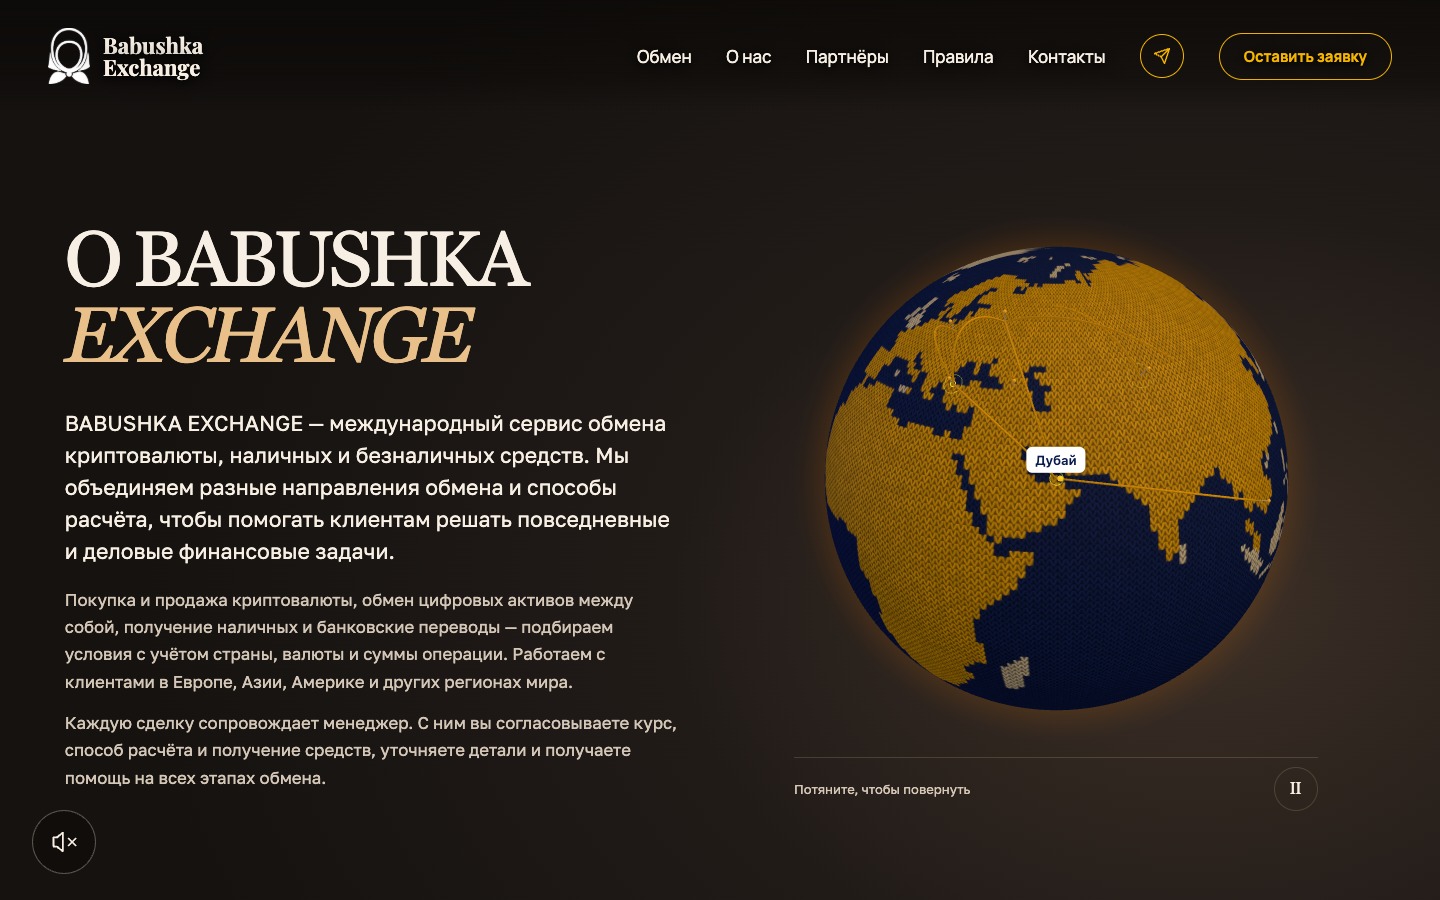 Babushka
Exchange
Обмен
О нас
Партнёры
Правила
Контакты
Оставить заявку
О BABUSHKA
EXCHANGE
BABUSHKA EXCHANGE — международный сервис обмена
криптовалюты, наличных и безналичных средств. Мы
объединяем разные направления обмена и способы
расчёта, чтобы помогать клиентам решать повседневные
и деловые финансовые задачи.
Покупка и продажа криптовалюты, обмен цифровых активов между
собой, получение наличных и банковские переводы — подбираем
условия с учётом страны, валюты и суммы операции. Работаем с
клиентами в Европе, Азии, Америке и других регионах мира.
Каждую сделку сопровождает менеджер. С ним вы согласовываете курс,
способ расчёта и получение средств, уточняете детали и получаете
помощь на всех этапах обмена.
Дубай
Потяните, чтобы повернуть